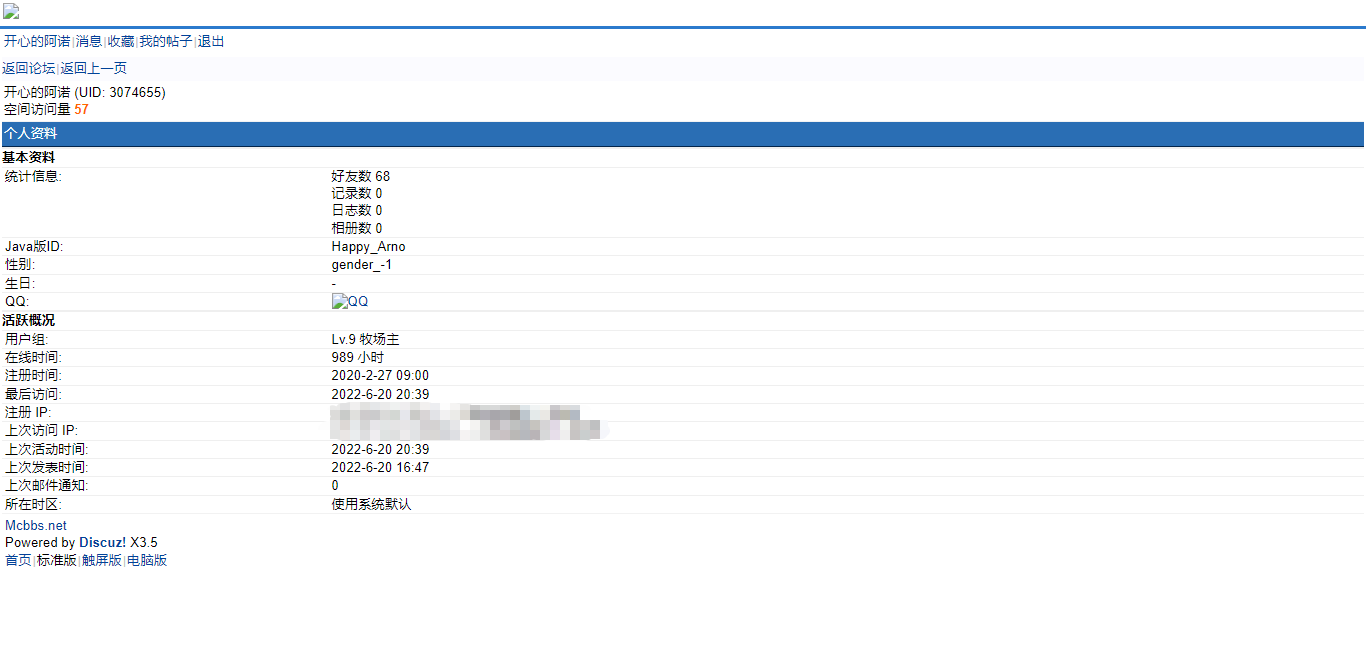 开心的阿诺|消息|收藏|我的帖子|退出
返回论坛|返回上一页
开心的阿诺 (UID: 3074655)
空间访问量 57
个人资料
基本资料
统计信息: 好友数 68
记录数 0
日志数 0
相册数 0
Java版ID: Happy_Arno
性别: gender_-1
生日: -
QQ: QQ
活跃概况
用户组: Lv.9 牧场主
在线时间: 989 小时
注册时间: 2020-2-27 09:00
最后访问: 2022-6-20 20:39
注册 IP:
上次访问 IP:
上次活动时间: 2022-6-20 20:39
上次发表时间: 2022-6-20 16:47
上次邮件通知: 0
所在时区: 使用系统默认
Mcbbs.net
Powered by Discuz! X3.5
首页|标准版|触屏版|电脑版